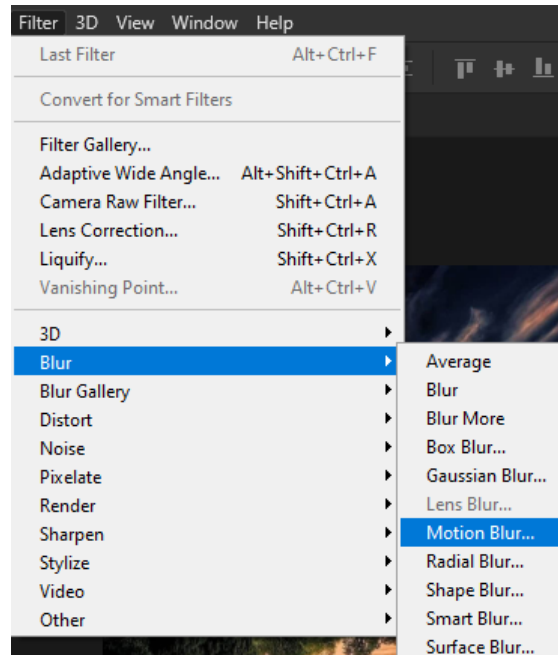 Filter 3D View Window Help
Last Filter Alt+Ctrl+F
Convert for Smart Filters
Filter Gallery...
Adaptive Wide Angle... Alt+Shift+Ctrl+A
Camera Raw Filter... Shift+Ctrl+A
Lens Correction... Shift+Ctrl+R
Liquify... Shift+Ctrl+X
Vanishing Point... Alt+Ctrl+V
3D
Blur
Blur Gallery
Distort
Noise
Pixelate
Render
Sharpen
Stylize
Video
Other
Average
Blur
Blur More
Box Blur...
Gaussian Blur...
Lens Blur...
Motion Blur...
Radial Blur...
Shape Blur...
Smart Blur...
Surface Blur...